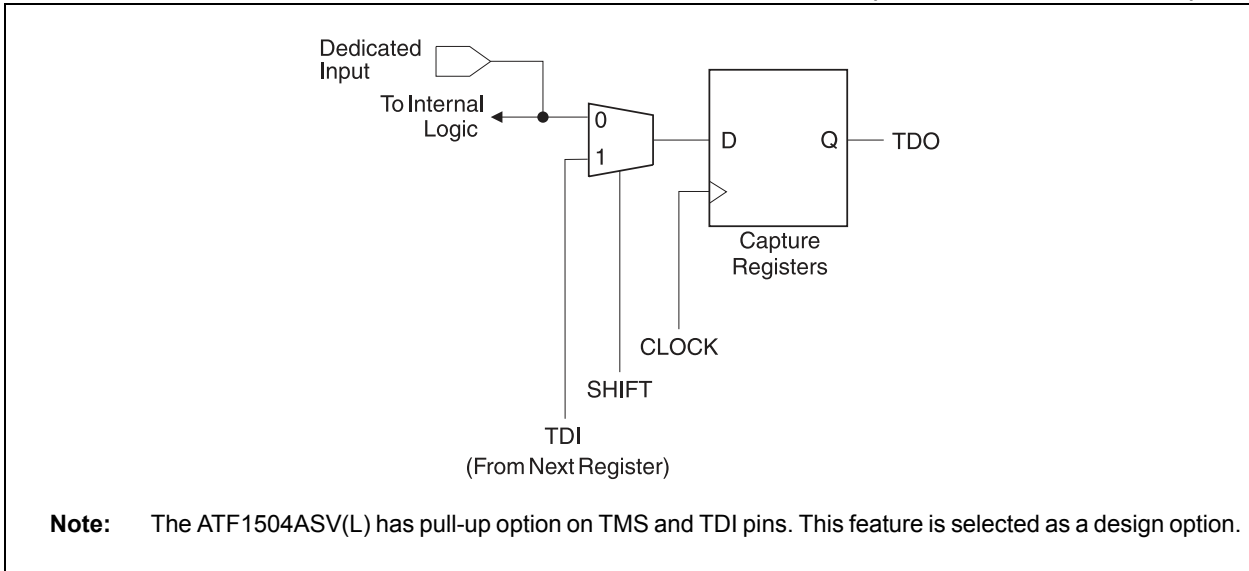 Dedicated
Input
To Internal
Logic
0
1
D
Q
TDO
Capture
Registers
CLOCK
SHIFT
TDI
(From Next Register)
Note: The ATF1504ASV(L) has pull-up option on TMS and TDI pins. This feature is selected as a design option.